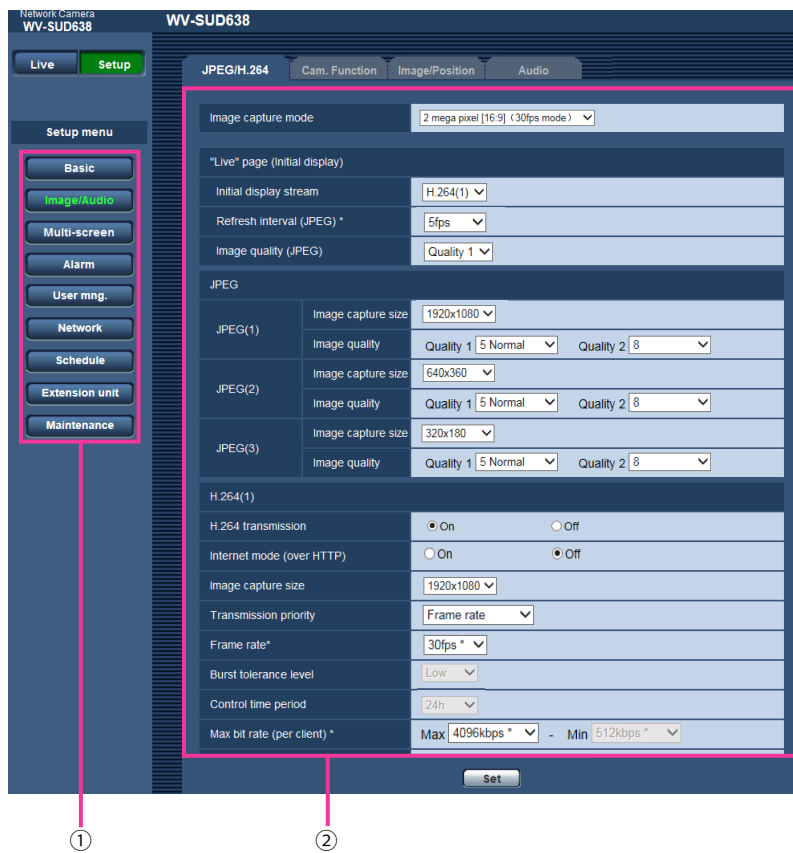 Network Camera
WV-SUD638
WV-SUD638
Live Setup
Setup menu
Basic
Image/Audio
Multi-screen
Alarm
User mng.
Network
Schedule
Extension unit
Maintenance
JPEG/H.264 Cam. Function Image/Position Audio
Image capture mode 2 mega pixel [16:9] (30fps mode)
"Live" page (Initial display)
Initial display stream H.264(1)
Refresh interval (JPEG) * 5fps
Image quality (JPEG) Quality 1
JPEG
JPEG(1)
Image capture size 1920x1080
Image quality Quality 1 5 Normal Quality 2 8
JPEG(2)
Image capture size 640x360
Image quality Quality 1 5 Normal Quality 2 8
JPEG(3)
Image capture size 320x180
Image quality Quality 1 5 Normal Quality 2 8
H.264(1)
H.264 transmission On Off
Internet mode (over HTTP) On Off
Image capture size 1920x1080
Transmission priority Frame rate
Frame rate* 30fps *
Burst tolerance level Low
Control time period 24h
Max bit rate (per client) * Max 4096kbps * - Min 512kbps *
Set
① ②